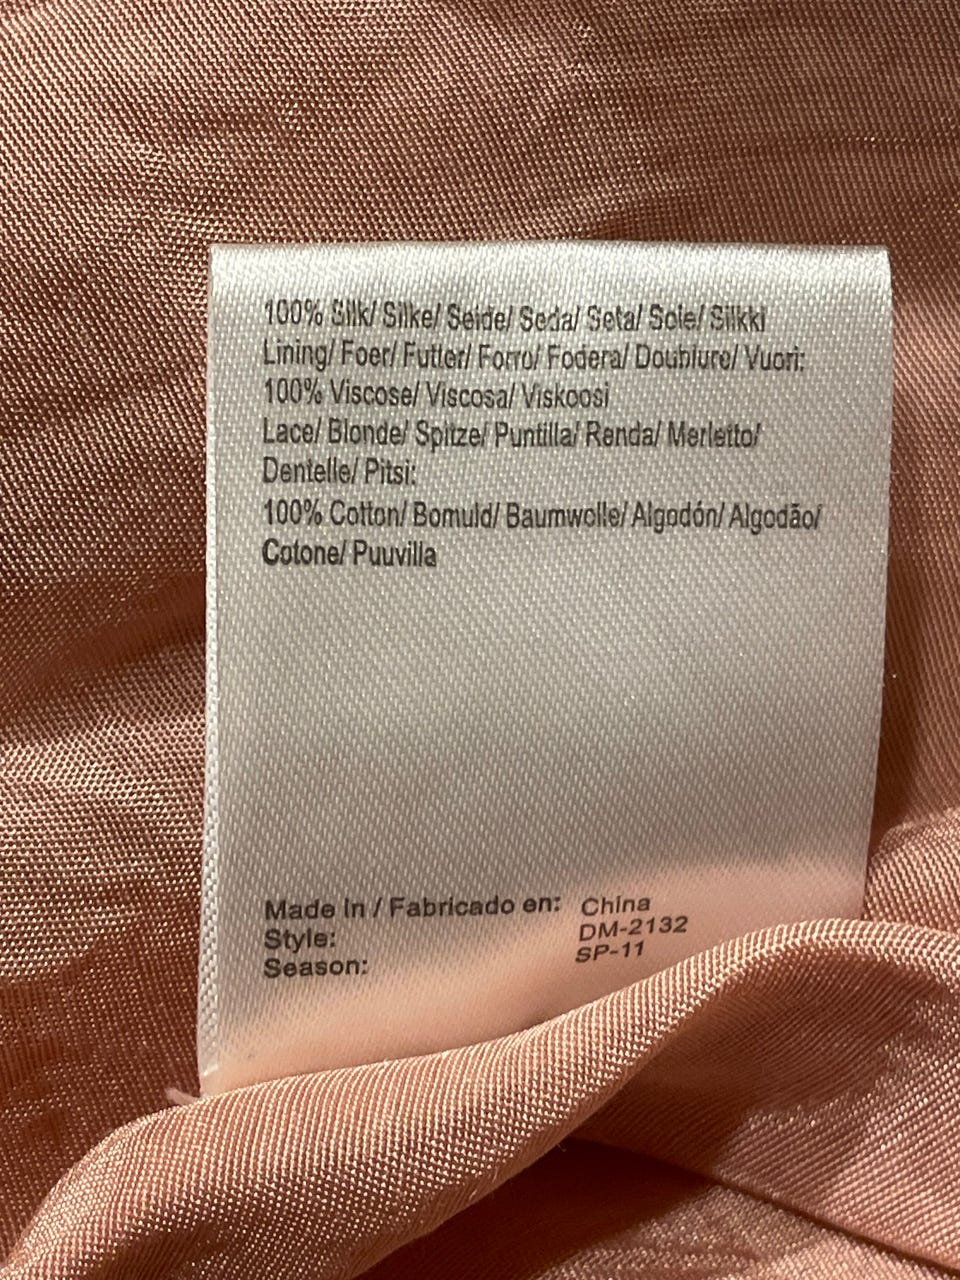 100% Silk/ Silke/ Seide/ Seda/ Seta/ Soie/ Silkki
Lining/ Foer/ Futter/ Forro/ Fodera/ Doublure/ Vuori:
100% Viscose/ Viscosa/ Viskoosi
Lace/ Blonde/ Spitze/ Puntilla/ Renda/ Merletto/
Dentelle/ Pitsi:
100% Cotton/ Bomuld/ Baumwolle/ Algodón/ Algodão/
Cotone/ Puuvilla
Made in / Fabricado en: China
Style: DM-2132
Season: SP-11